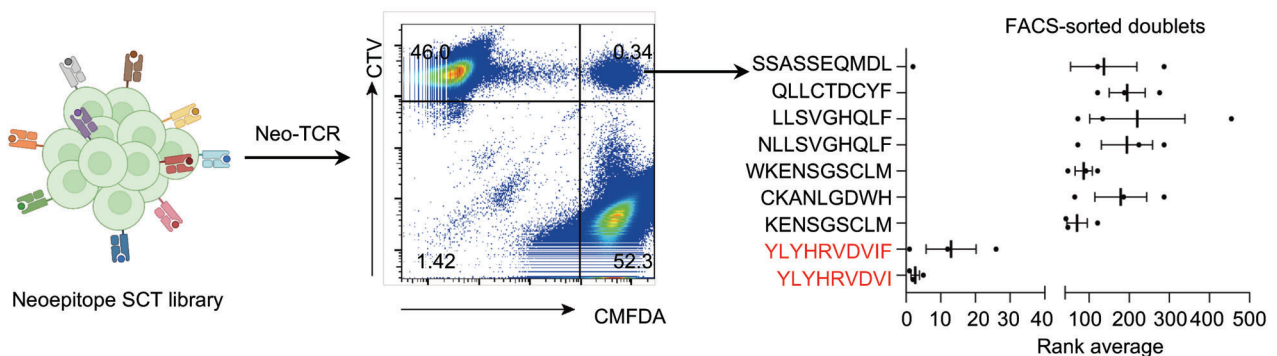 Neoepitope SCT library
Neo-TCR
CTV
46.0
0.34
1.42
52.3
CMFDA
FACS-sorted doublets
SSASSEQMDL
QLLCTDCYF
LLSVGHQLF
NLLSVGHQLF
WKENSGSCLM
CKANLGDWH
KENSGSCLM
YLYHRVDVIF
YLYHRVDVI
0 10 20 30 40 100 200 300 400 500
Rank average